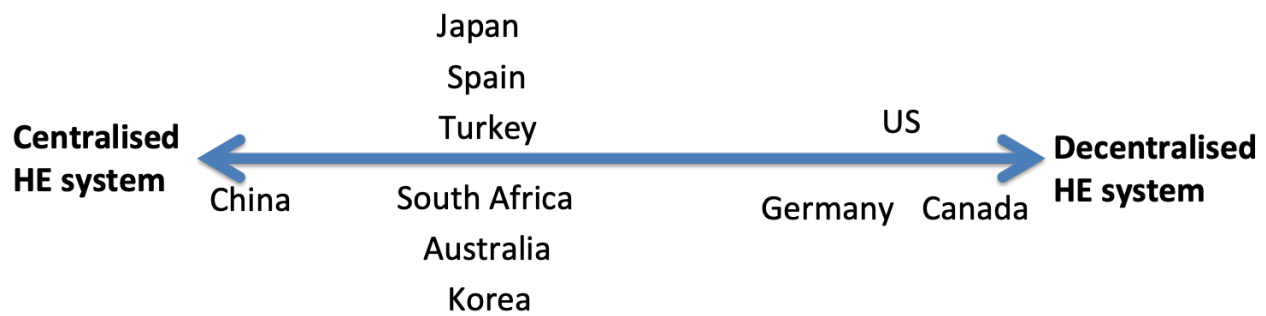 Japan
Spain
Turkey
US
Centralised
HE system
Decentralised
HE system
China
South Africa
Germany
Canada
Australia
Korea